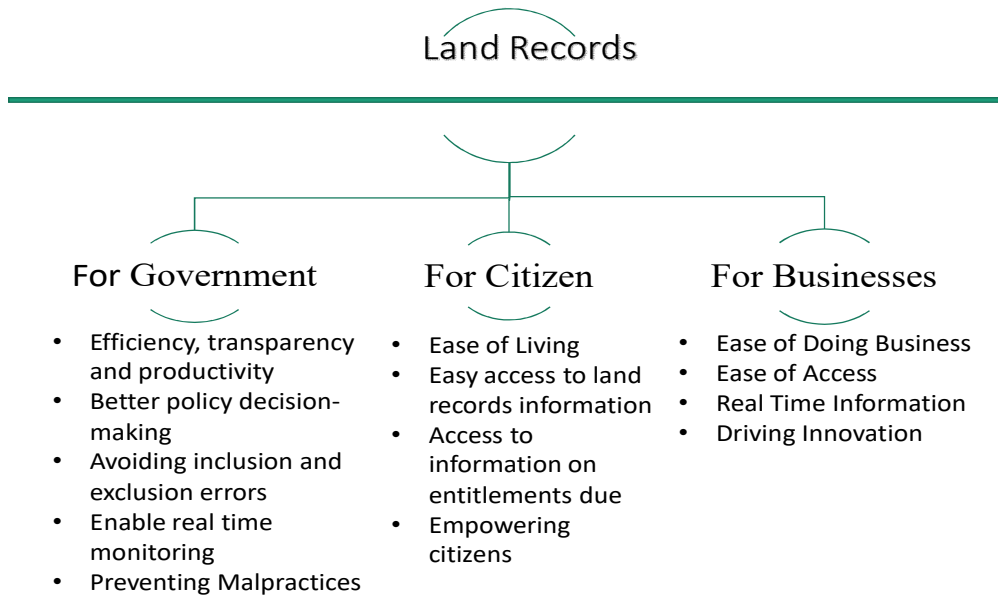 Land Records
For Government
• Efficiency, transparency
and productivity
• Better policy decision-
making
• Avoiding inclusion and
exclusion errors
• Enable real time
monitoring
• Preventing Malpractices
For Citizen
• Ease of Living
• Easy access to land
records information
• Access to
information on
entitlements due
• Empowering
citizens
For Businesses
• Ease of Doing Business
• Ease of Access
• Real Time Information
• Driving Innovation